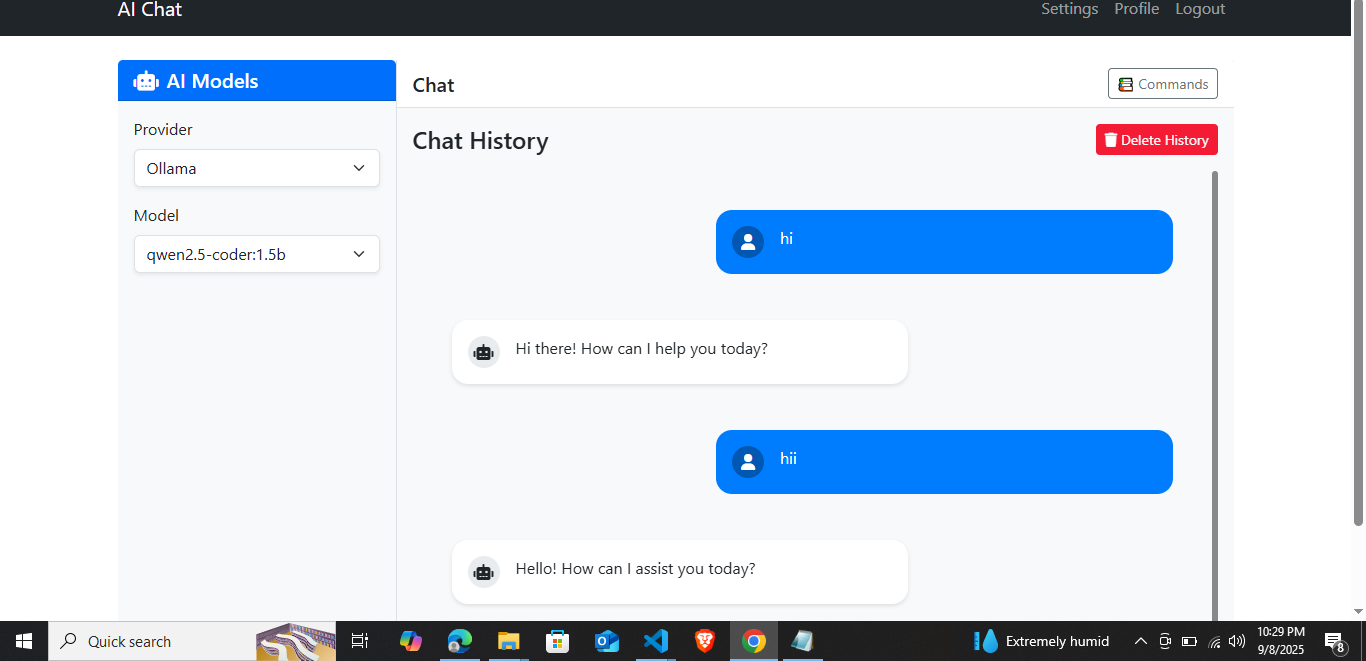 AI Chat
Settings Profile Logout
AI Models
Provider
Ollama
Model
qwen2.5-coder:1.5b
Chat
Commands
Chat History
Delete History
hi
Hi there! How can I help you today?
hii
Hello! How can I assist you today?
Quick search
Extremely humid
10:29 PM
9/8/2025
8